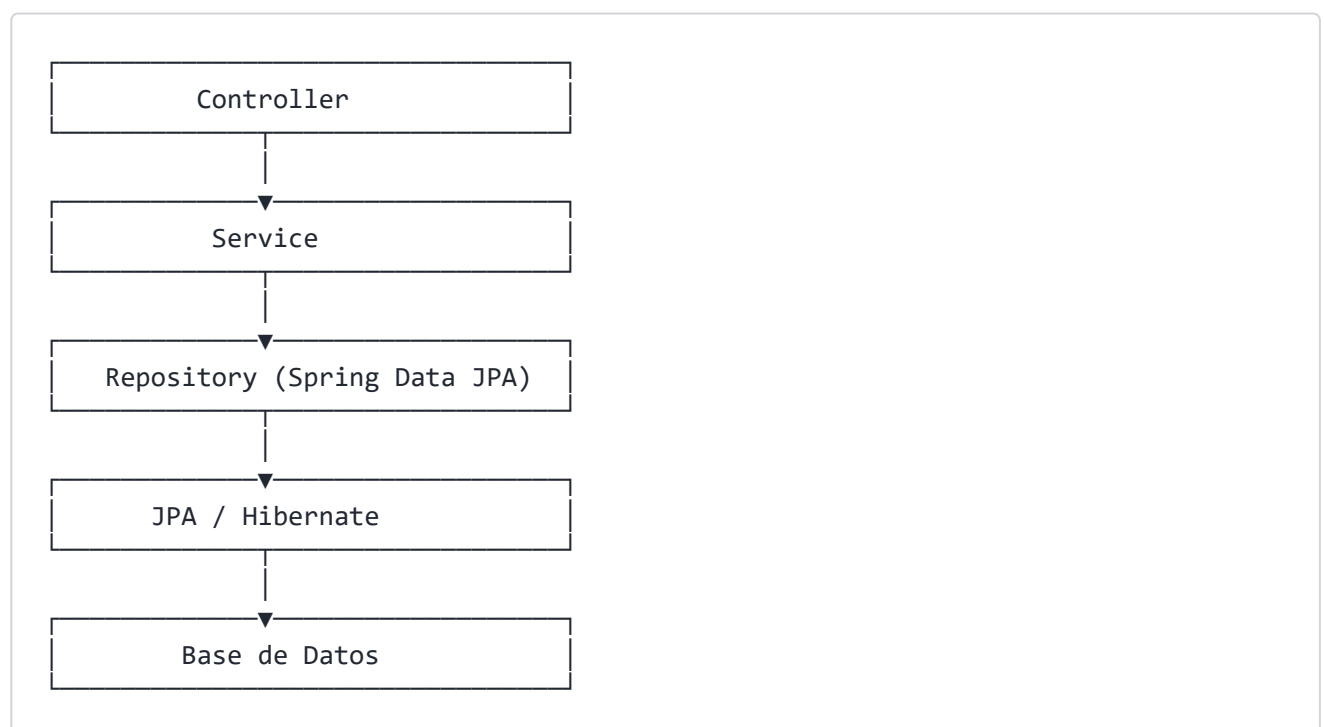 Controller
Service
Repository (Spring Data JPA)
JPA / Hibernate
Base de Datos